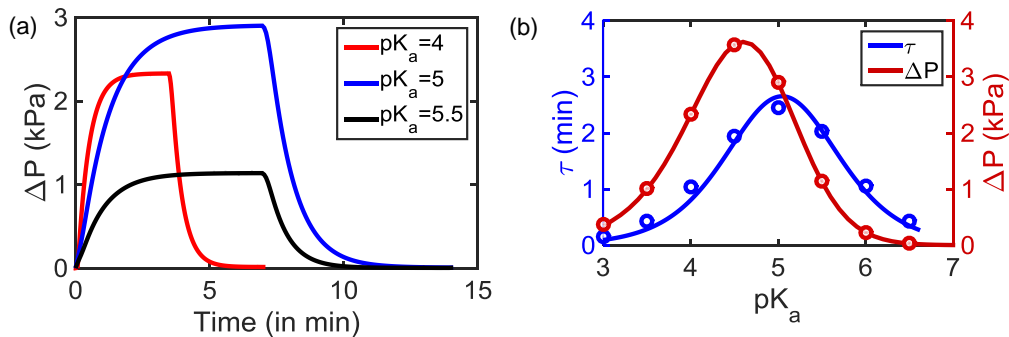 (a)
3
2
1
0
ΔP (kPa)
0 5 10 15
Time (in min)
pKₐ=4
pKₐ=5
pKₐ=5.5
(b)
4
3
2
1
0
τ (min)
3 4 5 6 7
pKₐ
4
3
2
1
0
ΔP (kPa)
τ
ΔP